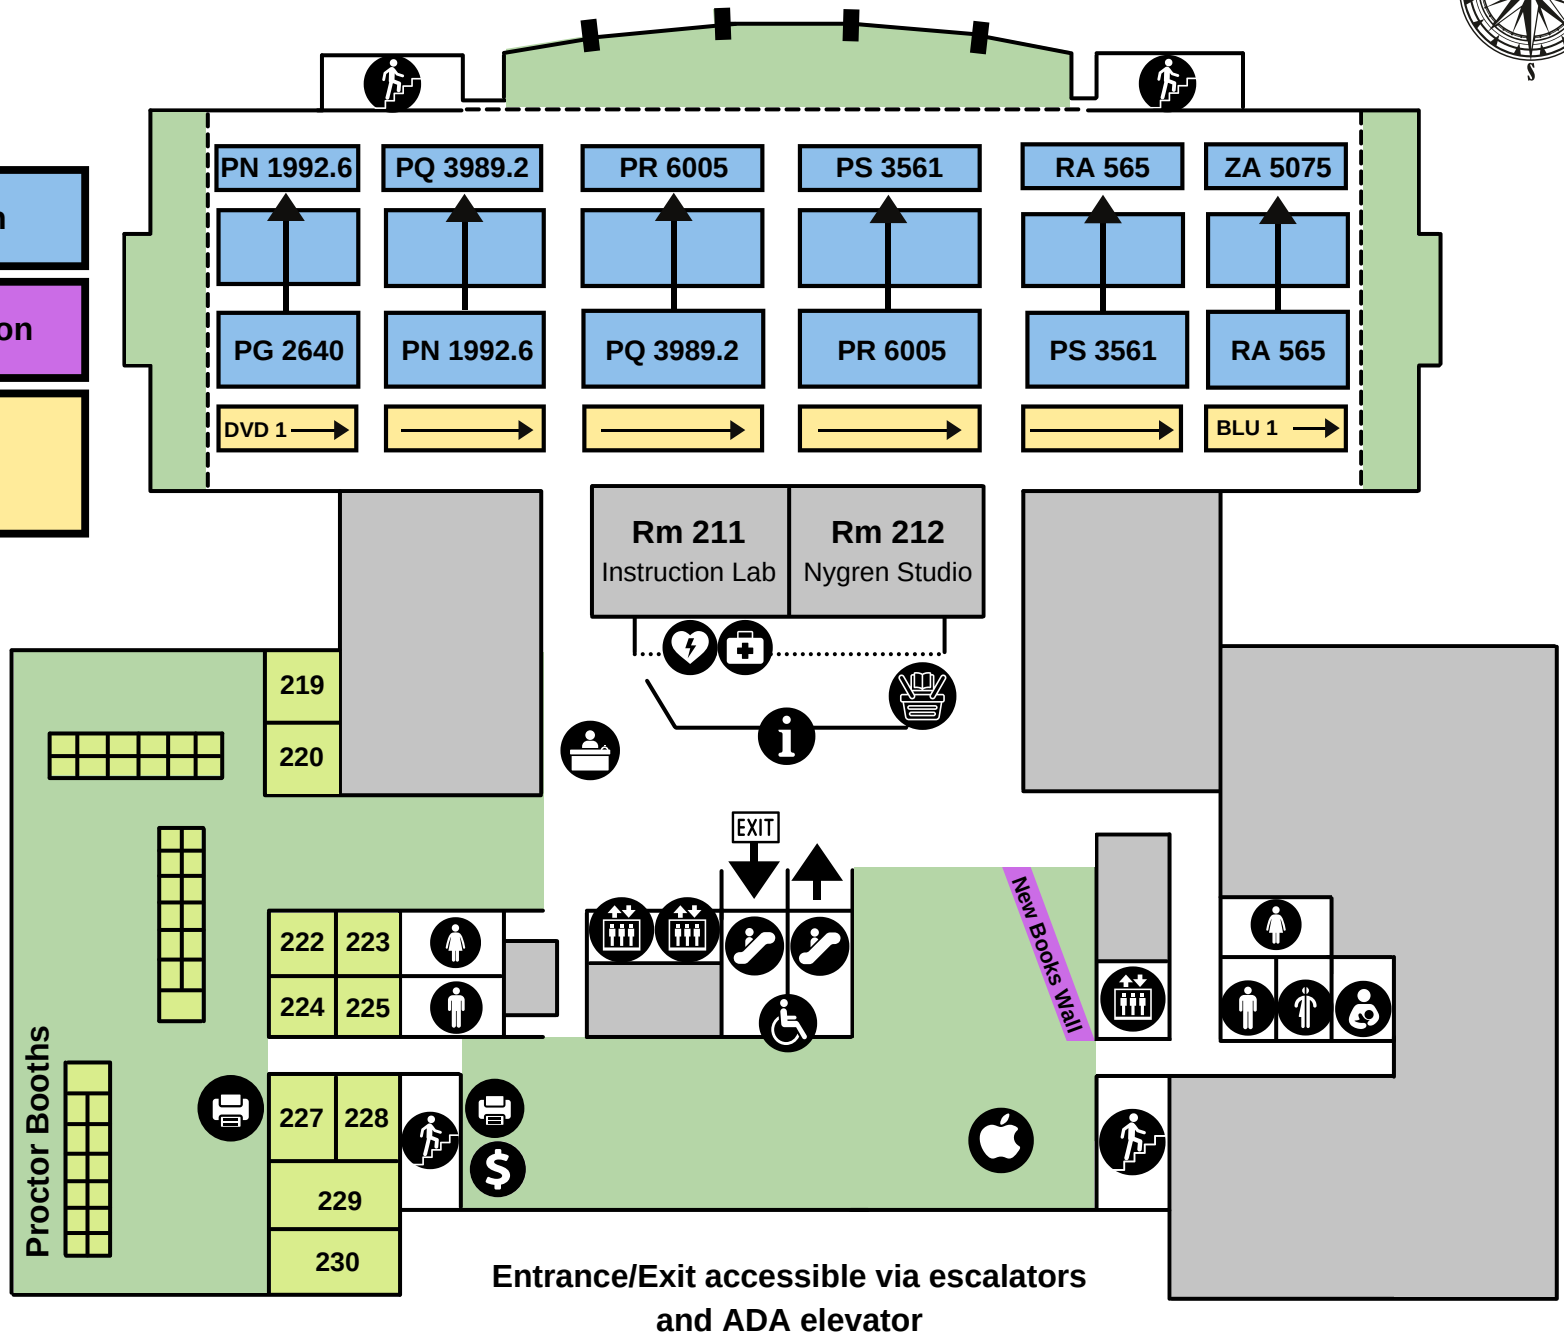 S
PN 1992.6
PQ 3989.2
PR 6005
PS 3561
RA 565
ZA 5075
PG 2640
PN 1992.6
PQ 3989.2
PR 6005
PS 3561
RA 565
on
DVD 1
BLU 1
Rm 211
Instruction Lab
Rm 212
Nygren Studio
219
220
EXIT
222
223
224
225
New Books Wall
Proctor Booths
227
228
229
230
$
Entrance/Exit accessible via escalators
and ADA elevator